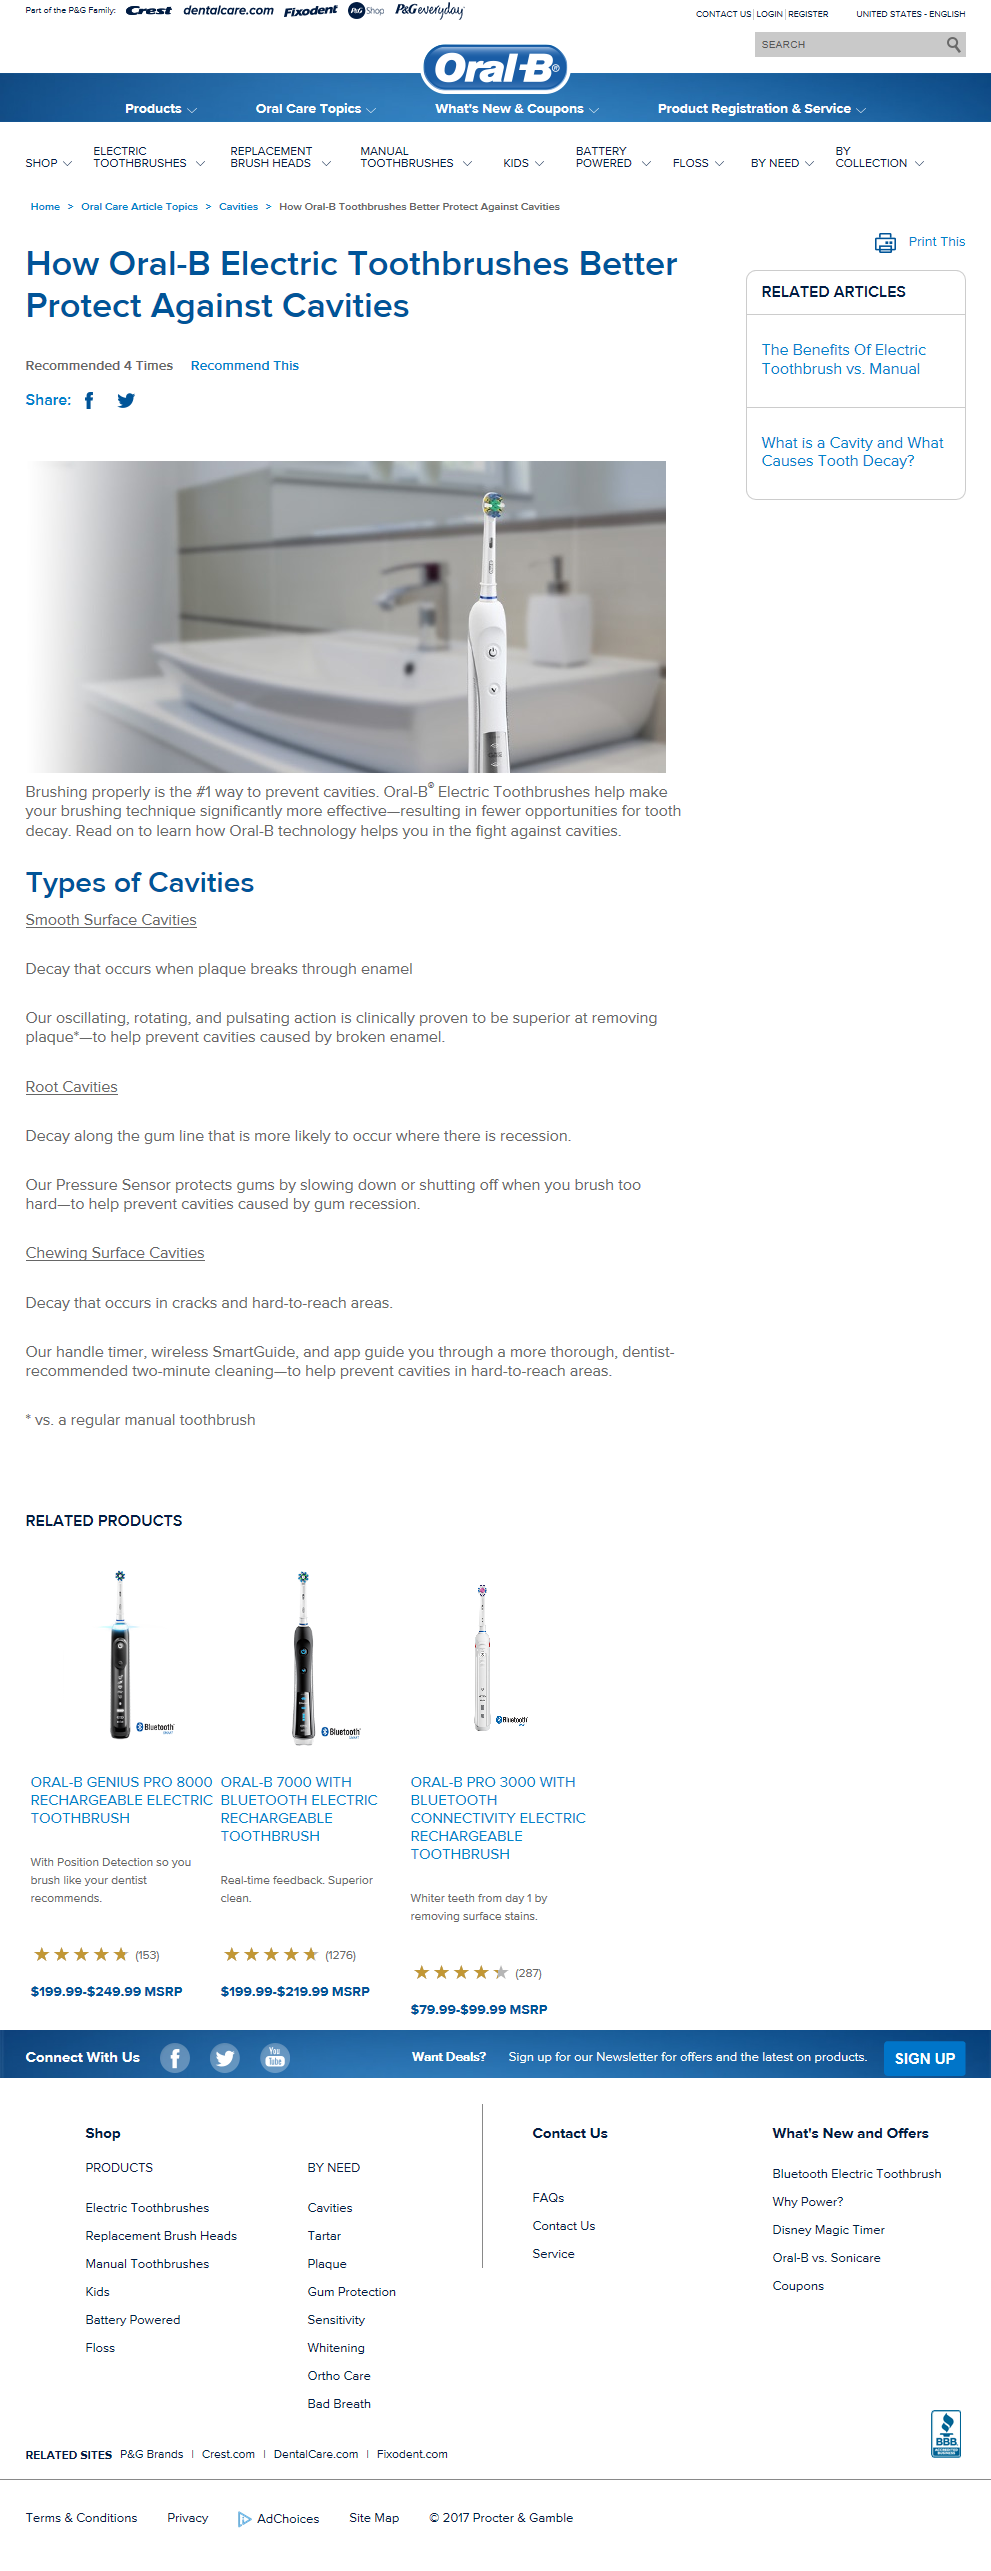 Part of the P&G Family:
Crest
dentalcare.com
Fixodent
P&G Shop
P&G everyday
CONTACT US | LOGIN | REGISTER
UNITED STATES - ENGLISH
SEARCH
Oral-B®
Products
Oral Care Topics
What's New & Coupons
Product Registration & Service
SHOP
ELECTRIC
TOOTHBRUSHES
REPLACEMENT
BRUSH HEADS
MANUAL
TOOTHBRUSHES
KIDS
BATTERY
POWERED
FLOSS
BY NEED
BY
COLLECTION
Home > Oral Care Article Topics > Cavities > How Oral-B Toothbrushes Better Protect Against Cavities
Print This
How Oral-B Electric Toothbrushes Better
Protect Against Cavities
Recommended 4 Times Recommend This
Share:
RELATED ARTICLES
The Benefits Of Electric
Toothbrush vs. Manual
What is a Cavity and What
Causes Tooth Decay?
Brushing properly is the #1 way to prevent cavities. Oral-B® Electric Toothbrushes help make
your brushing technique significantly more effective—resulting in fewer opportunities for tooth
decay. Read on to learn how Oral-B technology helps you in the fight against cavities.
Types of Cavities
Smooth Surface Cavities
Decay that occurs when plaque breaks through enamel
Our oscillating, rotating, and pulsating action is clinically proven to be superior at removing
plaque*—to help prevent cavities caused by broken enamel.
Root Cavities
Decay along the gum line that is more likely to occur where there is recession.
Our Pressure Sensor protects gums by slowing down or shutting off when you brush too
hard—to help prevent cavities caused by gum recession.
Chewing Surface Cavities
Decay that occurs in cracks and hard-to-reach areas.
Our handle timer, wireless SmartGuide, and app guide you through a more thorough, dentist-
recommended two-minute cleaning—to help prevent cavities in hard-to-reach areas.
* vs. a regular manual toothbrush
RELATED PRODUCTS
Bluetooth
ORAL-B GENIUS PRO 8000
RECHARGEABLE ELECTRIC
TOOTHBRUSH
With Position Detection so you
brush like your dentist
recommends.
(153)
$199.99-$249.99 MSRP
Bluetooth
ORAL-B 7000 WITH
BLUETOOTH ELECTRIC
RECHARGEABLE
TOOTHBRUSH
Real-time feedback. Superior
clean.
(1276)
$199.99-$219.99 MSRP
Bluetooth
ORAL-B PRO 3000 WITH
BLUETOOTH
CONNECTIVITY ELECTRIC
RECHARGEABLE
TOOTHBRUSH
Whiter teeth from day 1 by
removing surface stains.
(287)
$79.99-$99.99 MSRP
Connect With Us
You
Tube
Want Deals? Sign up for our Newsletter for offers and the latest on products.
SIGN UP
Shop
PRODUCTS
Electric Toothbrushes
Replacement Brush Heads
Manual Toothbrushes
Kids
Battery Powered
Floss
BY NEED
Cavities
Tartar
Plaque
Gum Protection
Sensitivity
Whitening
Ortho Care
Bad Breath
Contact Us
FAQs
Contact Us
Service
What's New and Offers
Bluetooth Electric Toothbrush
Why Power?
Disney Magic Timer
Oral-B vs. Sonicare
Coupons
BBB
RELATED SITES P&G Brands | Crest.com | DentalCare.com | Fixodent.com
Terms & Conditions Privacy AdChoices Site Map © 2017 Procter & Gamble